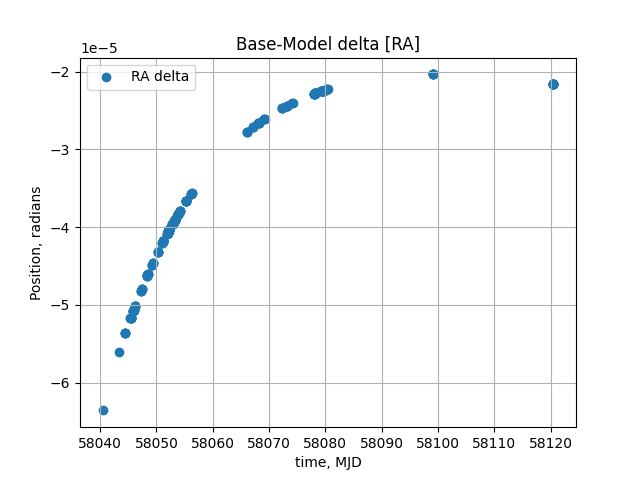 Base-Model delta [RA]
1e−5
RA delta
−2
−3
−4
−5
−6
Position, radians
58040 58050 58060 58070 58080 58090 58100 58110 58120
time, MJD